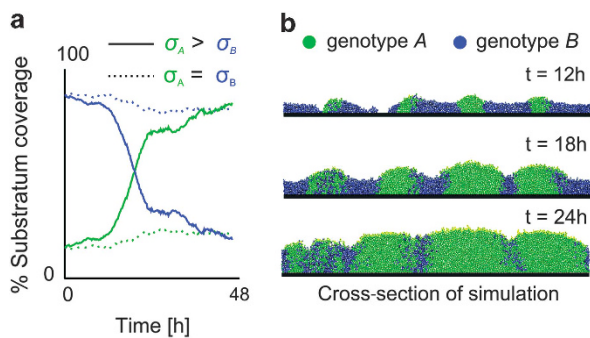 a
100
σA > σB
σA = σB
% Substratum coverage
0
0
48
Time [h]
b
genotype A
genotype B
t = 12h
t = 18h
t = 24h
Cross-section of simulation